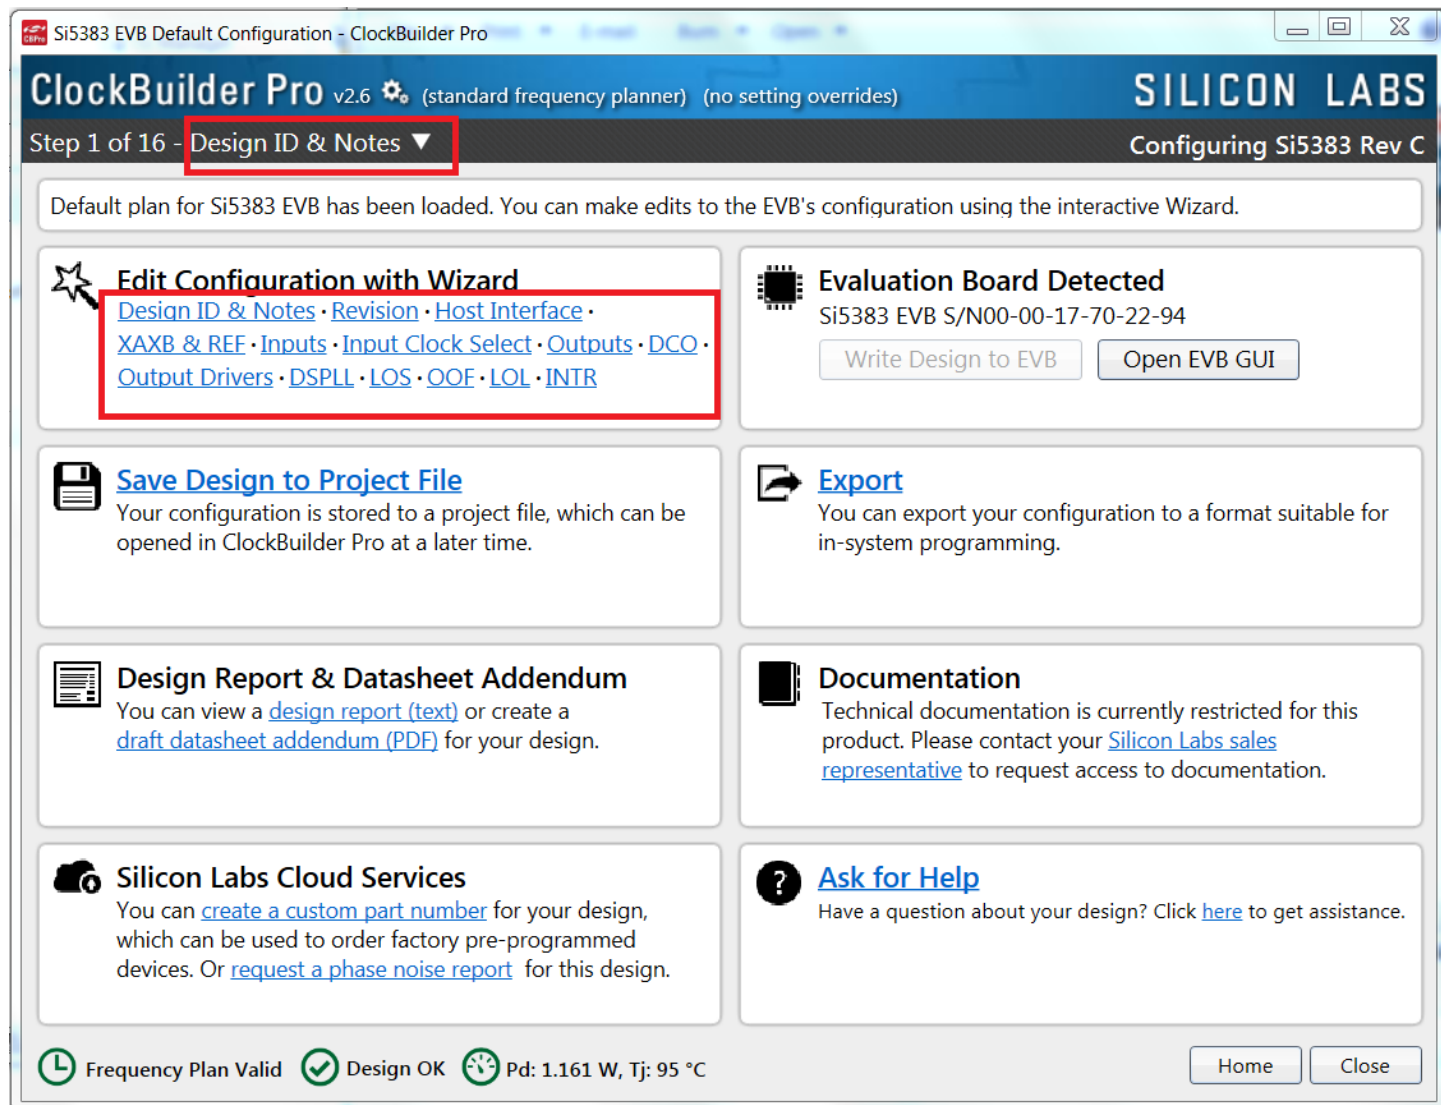 Si5383 EVB Default Configuration - ClockBuilder Pro
ClockBuilder Pro v2.6 (standard frequency planner) (no setting overrides)
SILICON LABS
Step 1 of 16 - Design ID & Notes ▼
Configuring Si5383 Rev C
Default plan for Si5383 EVB has been loaded. You can make edits to the EVB's configuration using the interactive Wizard.
Edit Configuration with Wizard
Design ID & Notes · Revision · Host Interface ·
XAXB & REF · Inputs · Input Clock Select · Outputs · DCO ·
Output Drivers · DSPLL · LOS · OOF · LOL · INTR
Evaluation Board Detected
Si5383 EVB S/N00-00-17-70-22-94
Write Design to EVB
Open EVB GUI
Save Design to Project File
Your configuration is stored to a project file, which can be
opened in ClockBuilder Pro at a later time.
Export
You can export your configuration to a format suitable for
in-system programming.
Design Report & Datasheet Addendum
You can view a design report (text) or create a
draft datasheet addendum (PDF) for your design.
Documentation
Technical documentation is currently restricted for this
product. Please contact your Silicon Labs sales
representative to request access to documentation.
Silicon Labs Cloud Services
You can create a custom part number for your design,
which can be used to order factory pre-programmed
devices. Or request a phase noise report for this design.
Ask for Help
Have a question about your design? Click here to get assistance.
Frequency Plan Valid
Design OK
Pd: 1.161 W, Tj: 95 °C
Home
Close